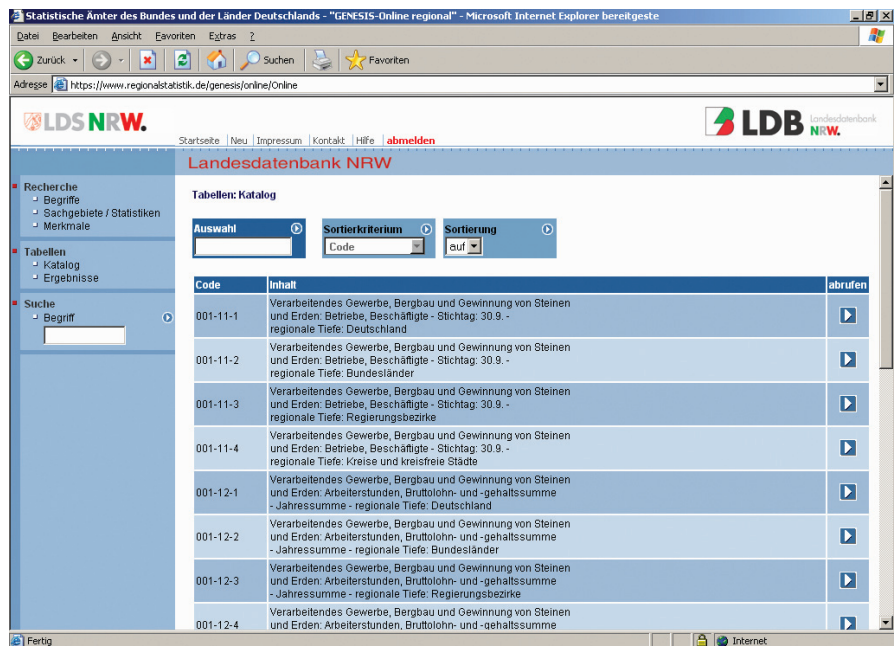 Statistische Ämter des Bundes und der Länder Deutschlands - "GENESIS-Online regional" - Microsoft Internet Explorer bereitgeste
Datei Bearbeiten Ansicht Favoriten Extras ?
Zurück Suchen Favoriten
Adresse https://www.regionalstatistik.de/genesis/online/Online
LDS NRW.
LDB Landesdatenbank NRW.
Startseite | Neu | Impressum | Kontakt | Hilfe | abmelden
Landesdatenbank NRW
Recherche
Begriffe
Sachgebiete / Statistiken
Merkmale
Tabellen
Katalog
Ergebnisse
Suche
Begriff
Tabellen: Katalog
Auswahl Sortierkriterium Sortierung
Code auf
Code Inhalt abrufen
001-11-1 Verarbeitendes Gewerbe, Bergbau und Gewinnung von Steinen
und Erden: Betriebe, Beschäftigte - Stichtag: 30.9. -
regionale Tiefe: Deutschland
001-11-2 Verarbeitendes Gewerbe, Bergbau und Gewinnung von Steinen
und Erden: Betriebe, Beschäftigte - Stichtag: 30.9. -
regionale Tiefe: Bundesländer
001-11-3 Verarbeitendes Gewerbe, Bergbau und Gewinnung von Steinen
und Erden: Betriebe, Beschäftigte - Stichtag: 30.9. -
regionale Tiefe: Regierungsbezirke
001-11-4 Verarbeitendes Gewerbe, Bergbau und Gewinnung von Steinen
und Erden: Betriebe, Beschäftigte - Stichtag: 30.9. -
regionale Tiefe: Kreise und kreisfreie Städte
001-12-1 Verarbeitendes Gewerbe, Bergbau und Gewinnung von Steinen
und Erden: Arbeiterstunden, Bruttolohn- und -gehaltssumme
- Jahressumme - regionale Tiefe: Deutschland
001-12-2 Verarbeitendes Gewerbe, Bergbau und Gewinnung von Steinen
und Erden: Arbeiterstunden, Bruttolohn- und -gehaltssumme
- Jahressumme - regionale Tiefe: Bundesländer
001-12-3 Verarbeitendes Gewerbe, Bergbau und Gewinnung von Steinen
und Erden: Arbeiterstunden, Bruttolohn- und -gehaltssumme
- Jahressumme - regionale Tiefe: Regierungsbezirke
001-12-4 Verarbeitendes Gewerbe, Bergbau und Gewinnung von Steinen
und Erden: Arbeiterstunden, Bruttolohn- und -gehaltssumme
Fertig Internet